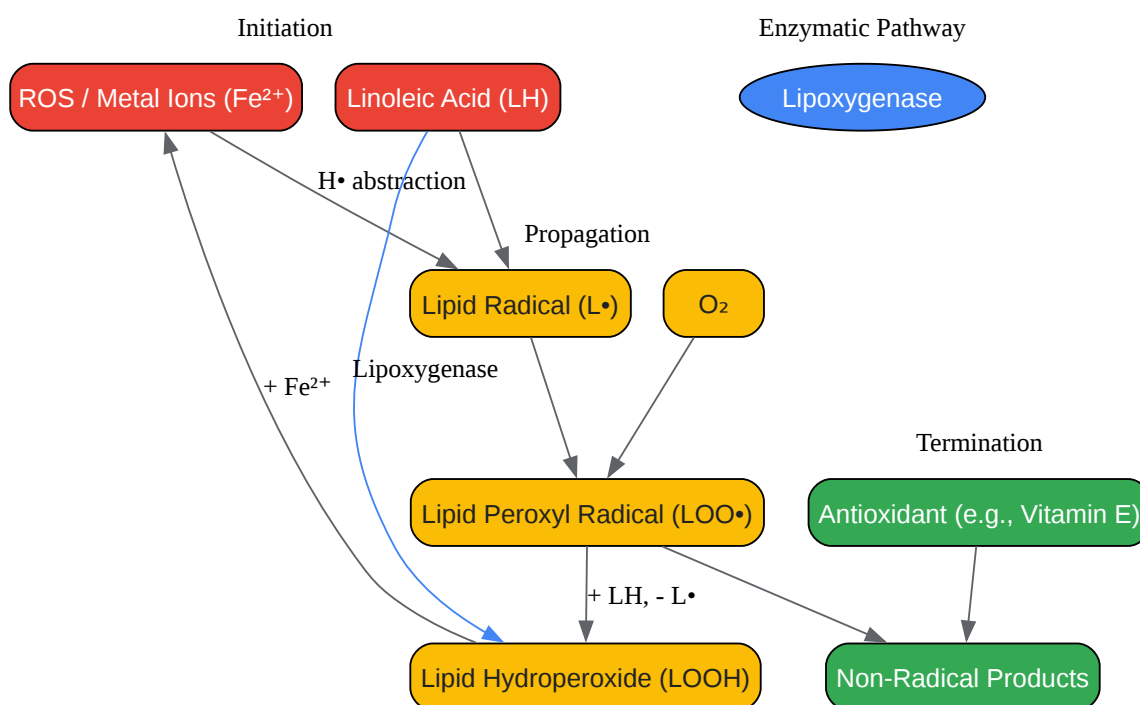 Initiation
Enzymatic Pathway
ROS / Metal Ions (Fe²⁺)
Linoleic Acid (LH)
Lipoxygenase
H• abstraction
Propagation
Lipid Radical (L•)
O₂
Lipoxygenase
+ Fe²⁺
Termination
Lipid Peroxyl Radical (LOO•)
Antioxidant (e.g., Vitamin E)
+ LH, - L•
Lipid Hydroperoxide (LOOH)
Non-Radical Products